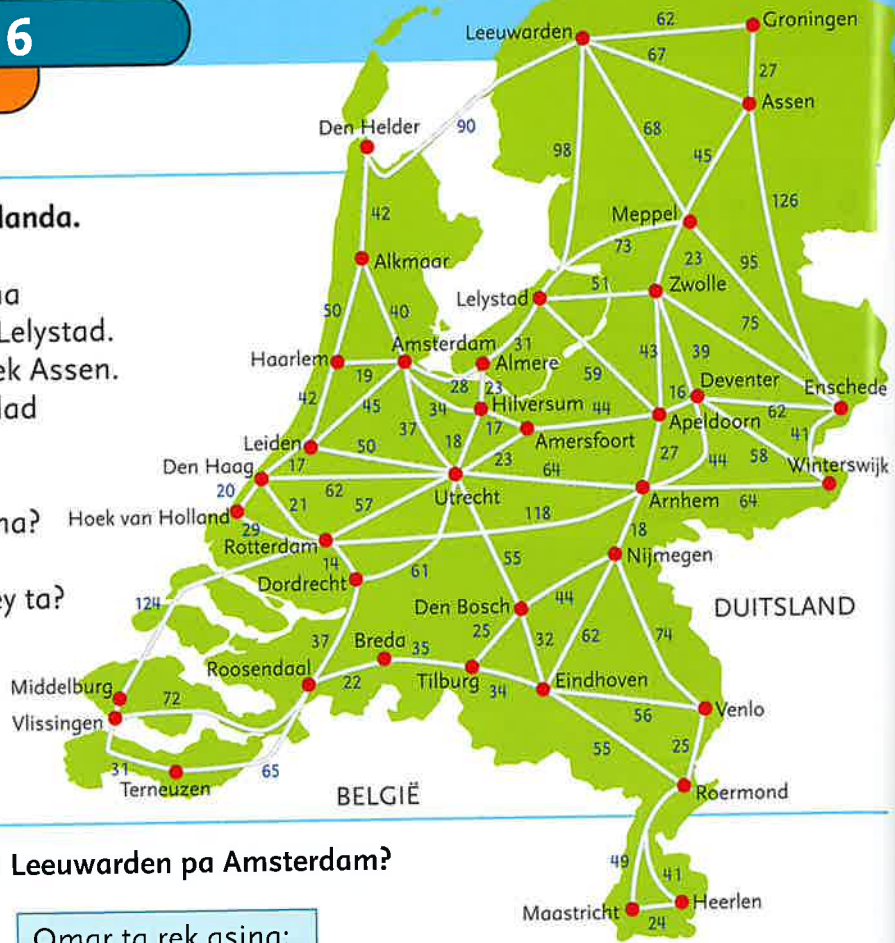 6
Leeuwarden
62
Groningen
67
27
Assen
Den Helder
90
68
98
45
126
landa.
42
Meppel
73
23
95
Alkmaar
Lelystad
51
Zwolle
Lelystad.
50
40
75
ek Assen.
Amsterdam
31
Haarlem
Almere
43
39
19
28
23
59
16
Deventer
Enschede
lad
42
45
34
Hilversum
44
62
37
17
Apeldoorn
41
Leiden
50
18
Amersfoort
27
44
58
Den Haag
17
23
64
Winterswijk
20
62
Utrecht
Arnhem
64
21
57
118
na?
Hoek van Holland
29
18
Rotterdam
Nijmegen
14
55
Dordrecht
61
ey ta?
44
124
Den Bosch
DUITSLAND
37
Breda
35
25
32
62
74
Roosendaal
Middelburg
22
Tilburg
Eindhoven
72
34
Vlissingen
56
Venlo
55
25
31
65
Terneuzen
BELGIË
Roermond
Leeuwarden pa Amsterdam?
49
41
Heerlen
Maastricht
24
Omar ta rek asina: